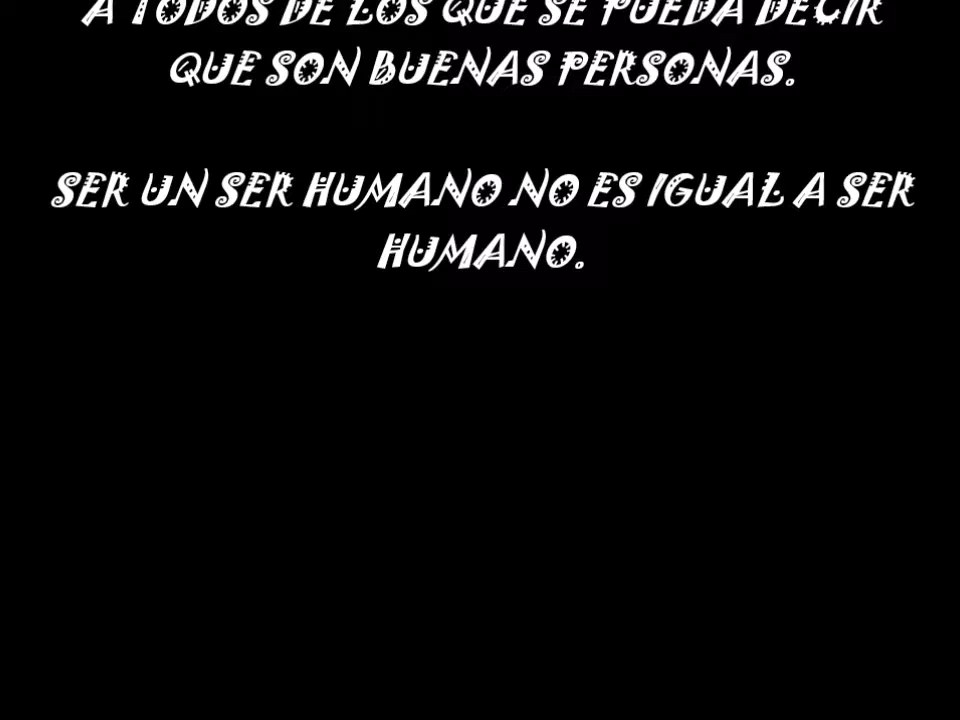 A TODOS DE LOS QUE SE PUEDA DECIR
QUE SON BUENAS PERSONAS.
SER UN SER HUMANO NO ES IGUAL A SER
HUMANO.